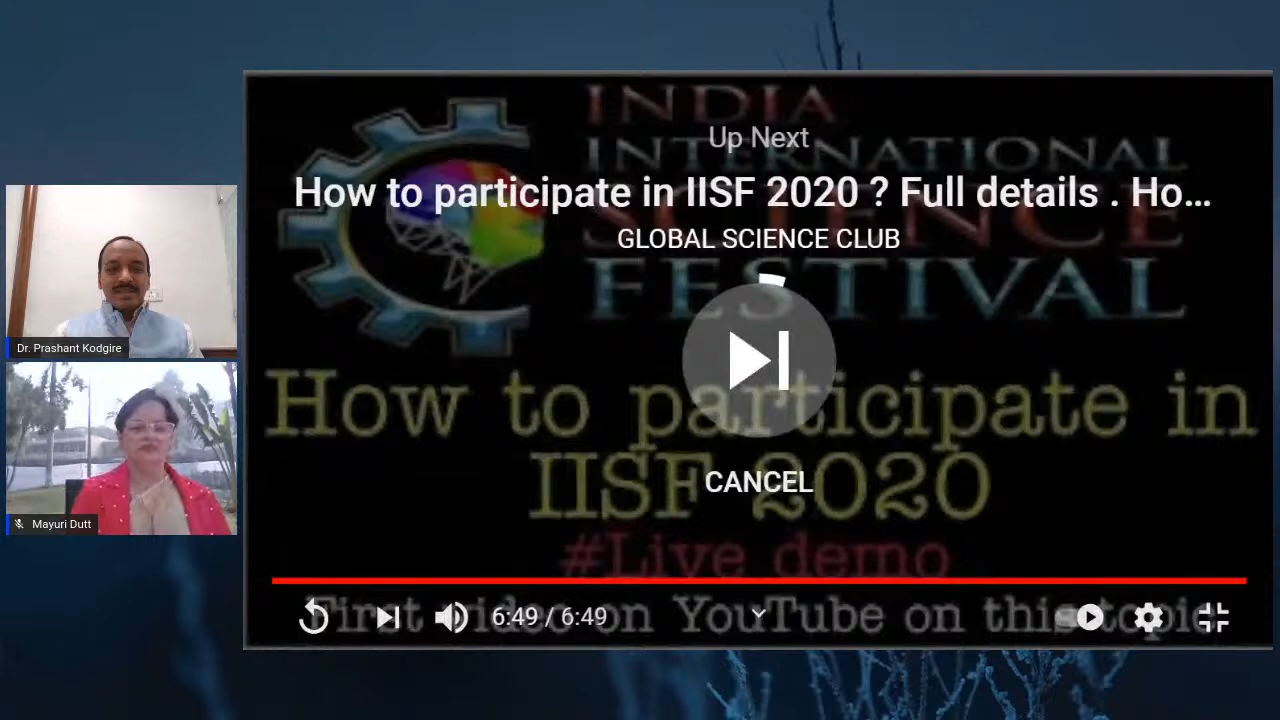 INDIA
INTERNATIONAL
SCIENCE
FESTIVAL
Up Next
How to participate in IISF 2020 ? Full details . Ho...
GLOBAL SCIENCE CLUB
How to participate in
IISF 2020
CANCEL
#Live demo
First video on YouTube on this topic
6:49 / 6:49
Dr. Prashant Kodgire
Mayuri Dutt